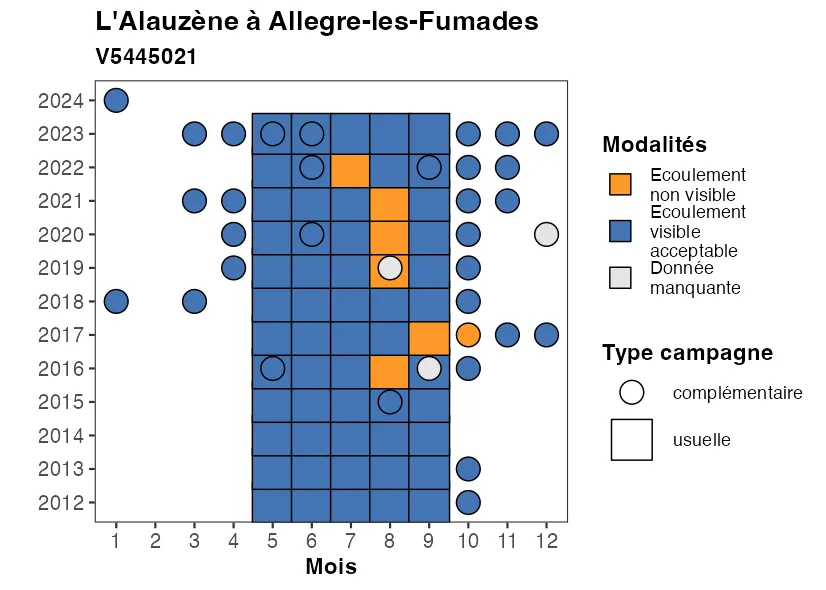 L'Alauzène à Allegre-les-Fumades
V5445021
2024
2023
2022
2021
2020
2019
2018
2017
2016
2015
2014
2013
2012
1 2 3 4 5 6 7 8 9 10 11 12
Mois
Modalités
Ecoulement
non visible
Ecoulement
visible
acceptable
Donnée
manquante
Type campagne
complémentaire
usuelle